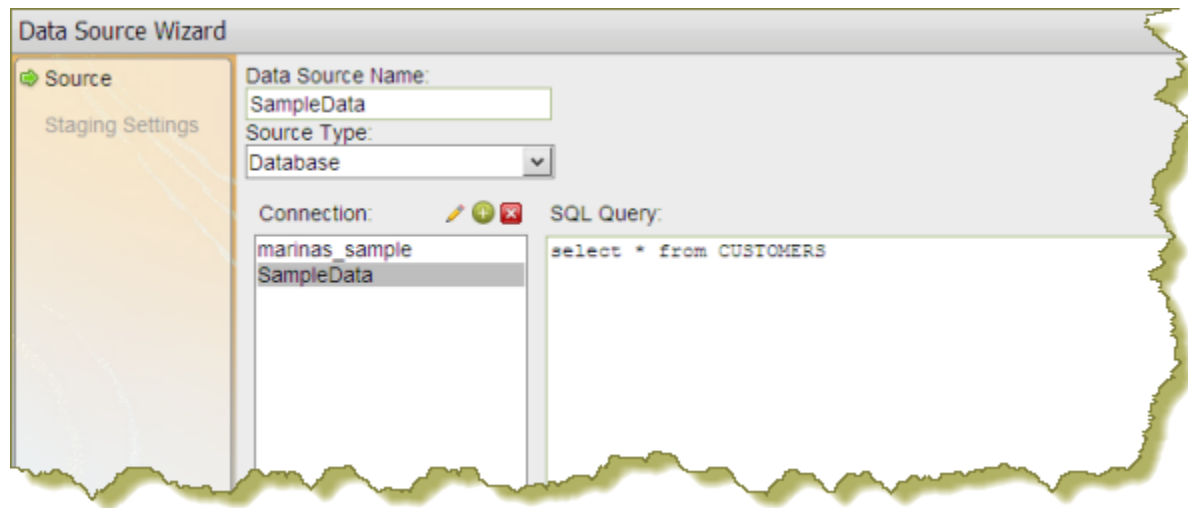 Data Source Wizard
Source
Staging Settings
Data Source Name:
SampleData
Source Type:
Database
Connection:
SQL Query:
marinas_sample
SampleData
select * from CUSTOMERS